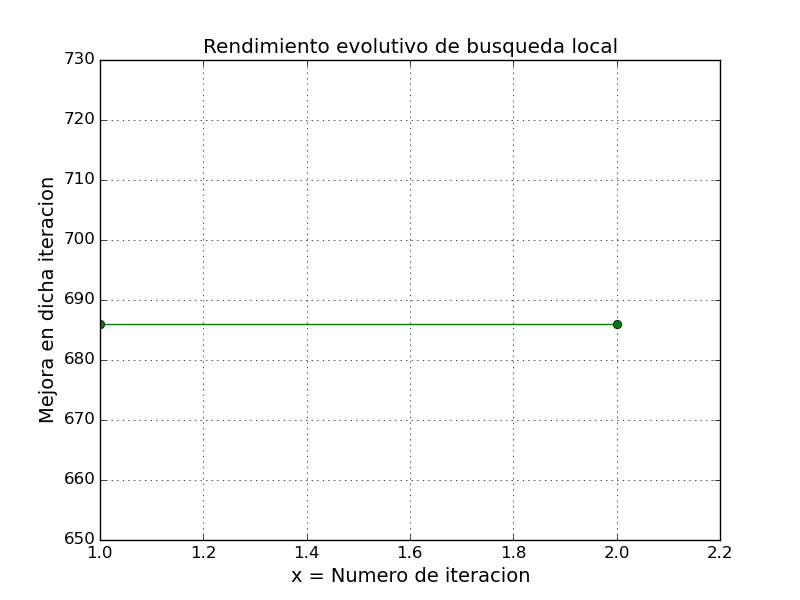 Rendimiento evolutivo de busqueda local
730
720
710
700
690
680
670
660
650
Mejora en dicha iteracion
1.0 1.2 1.4 1.6 1.8 2.0 2.2
x = Numero de iteracion